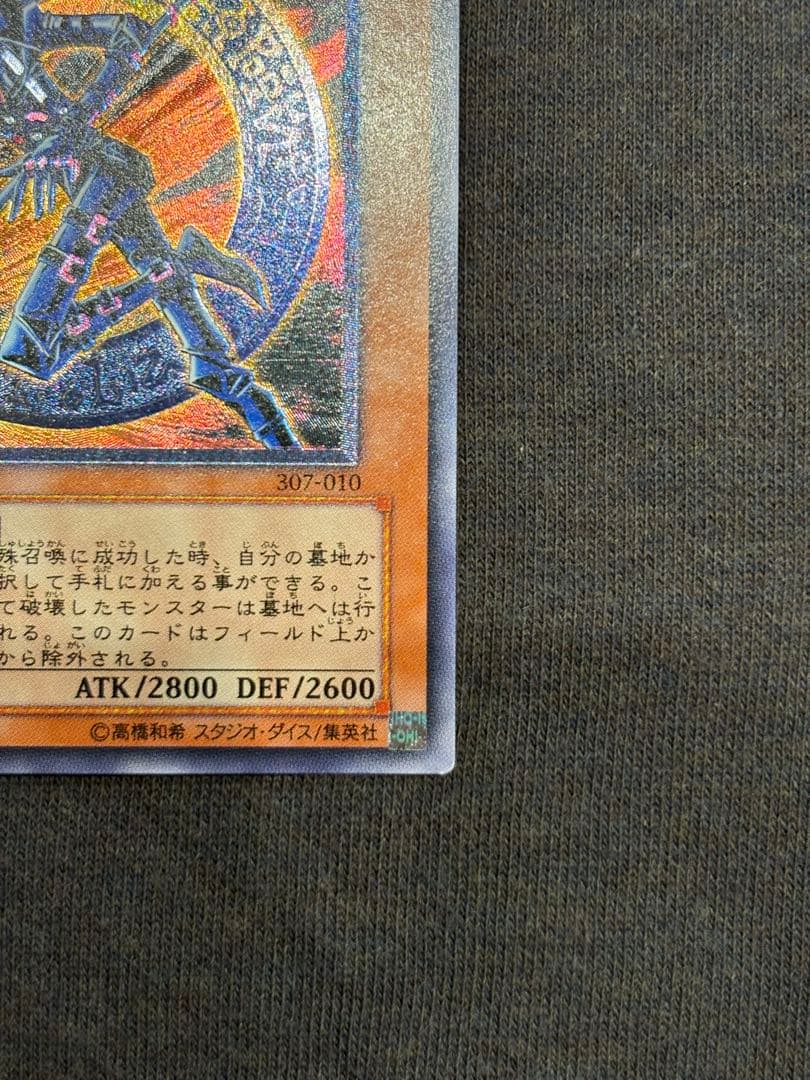 307-010
殊召喚に成功した時、自分の墓地か
択して手札に加える事ができる。こ
て破壊したモンスターは墓地へは行
れる。このカードはフィールド上か
から除外される。
ATK/2800 DEF/2600
©高橋和希 スタジオ・ダイス/集英社